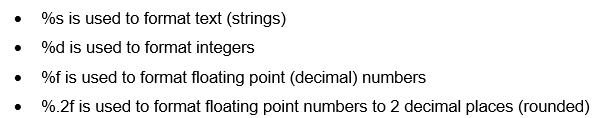 • %s is used to format text (strings)
• %d is used to format integers
• %f is used to format floating point (decimal) numbers
• %.2f is used to format floating point numbers to 2 decimal places (rounded)